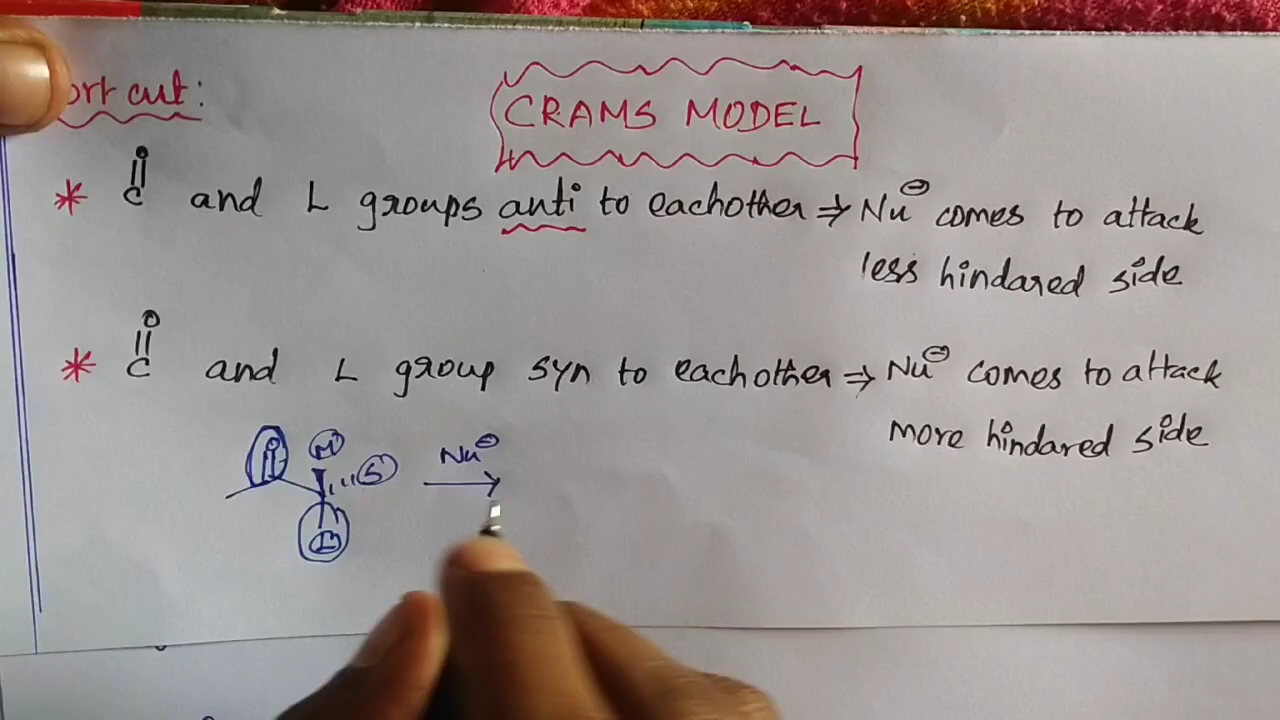 ort cut:
CRAMS MODEL
* O
C and L groups anti to eachother ⇒ Nu⊖ comes to attack
less hindared side
* O
C and L group syn to eachother ⇒ Nu⊖ comes to attack
more hindared side
O M S Nu⊖
L